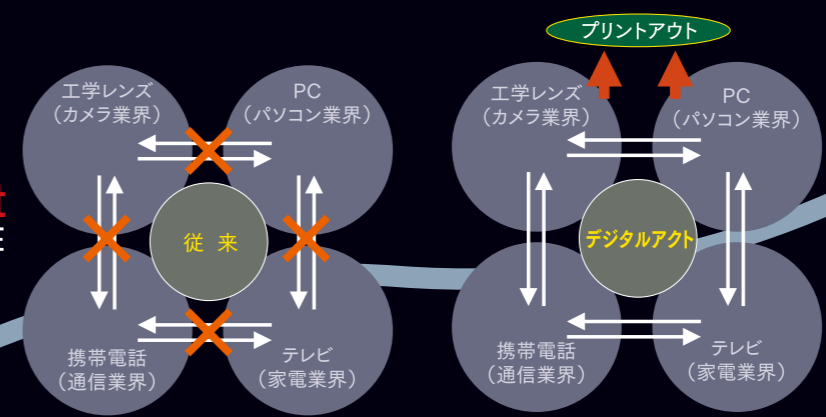 プリントアウト
工学レンズ
（カメラ業界）
PC
（パソコン業界）
従 来
携帯電話
（通信業界）
テレビ
（家電業界）
工学レンズ
（カメラ業界）
PC
（パソコン業界）
デジタルアクト
携帯電話
（通信業界）
テレビ
（家電業界）